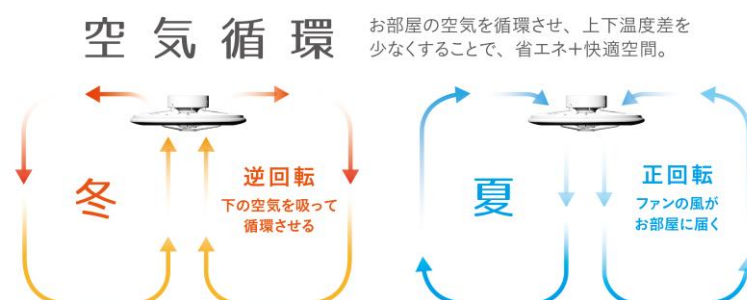 空気循環
お部屋の空気を循環させ、上下温度差を
少なくすることで、省エネ+快適空間。
冬
逆回転
下の空気を吸って
循環させる
夏
正回転
ファンの風が
お部屋に届く